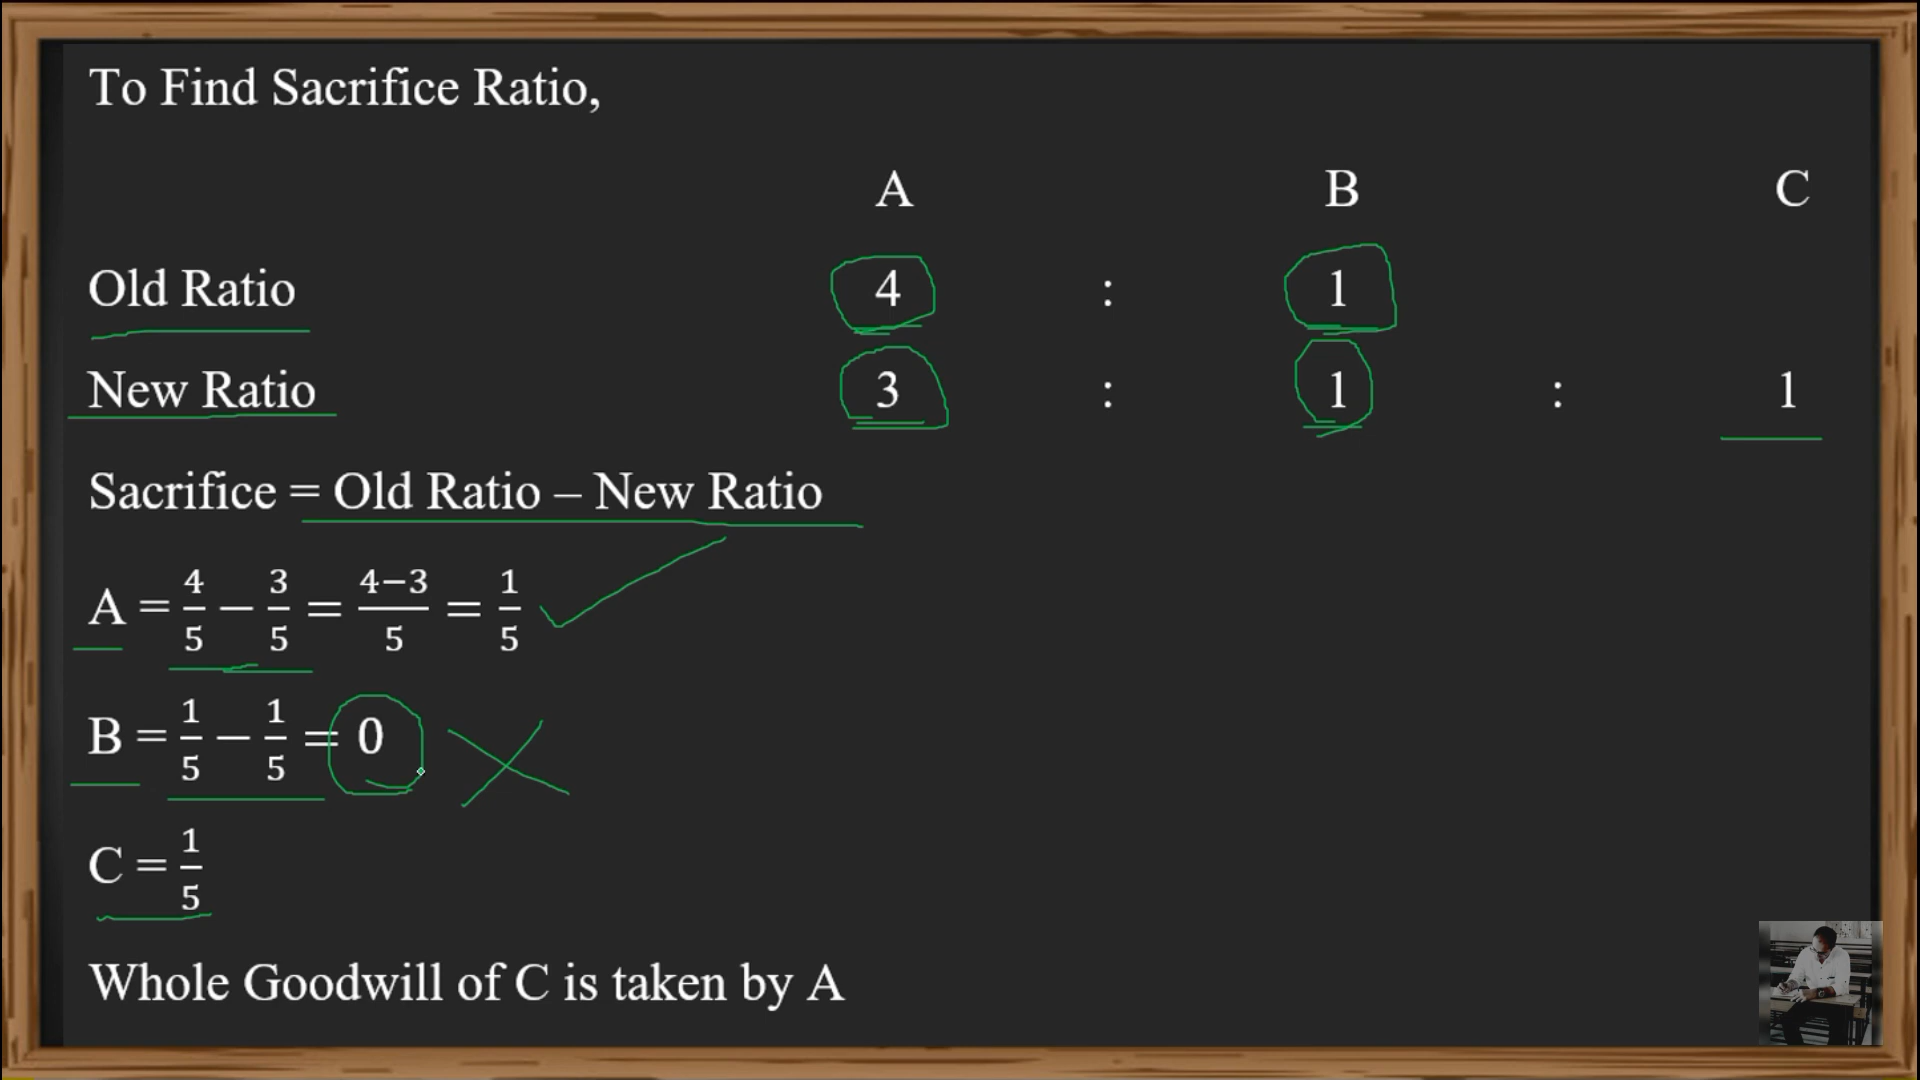 To Find Sacrifice Ratio,
A B C
Old Ratio 4 : 1
New Ratio 3 : 1 : 1
Sacrifice = Old Ratio – New Ratio
A = 4/5 − 3/5 = 4−3/5 = 1/5
B = 1/5 − 1/5 = 0
C = 1/5
Whole Goodwill of C is taken by A